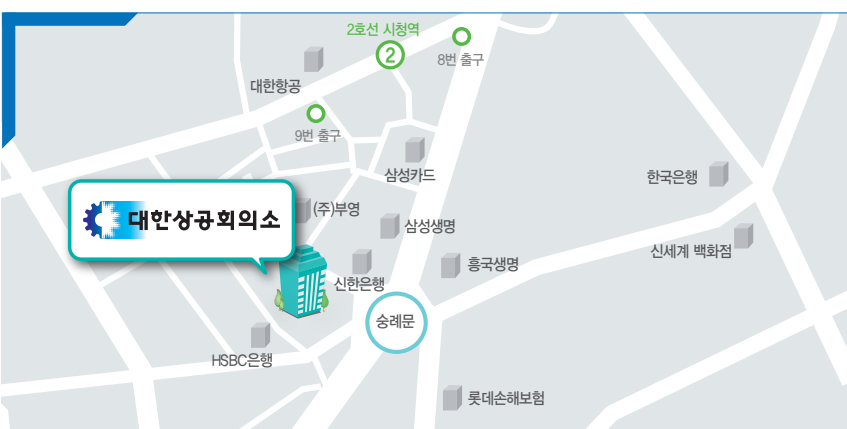 2호선 시청역
2
8번 출구
대한항공
9번 출구
삼성카드
한국은행
(주)부영
대한상공회의소
삼성생명
신세계 백화점
흥국생명
신한은행
숭례문
HSBC은행
롯데손해보험